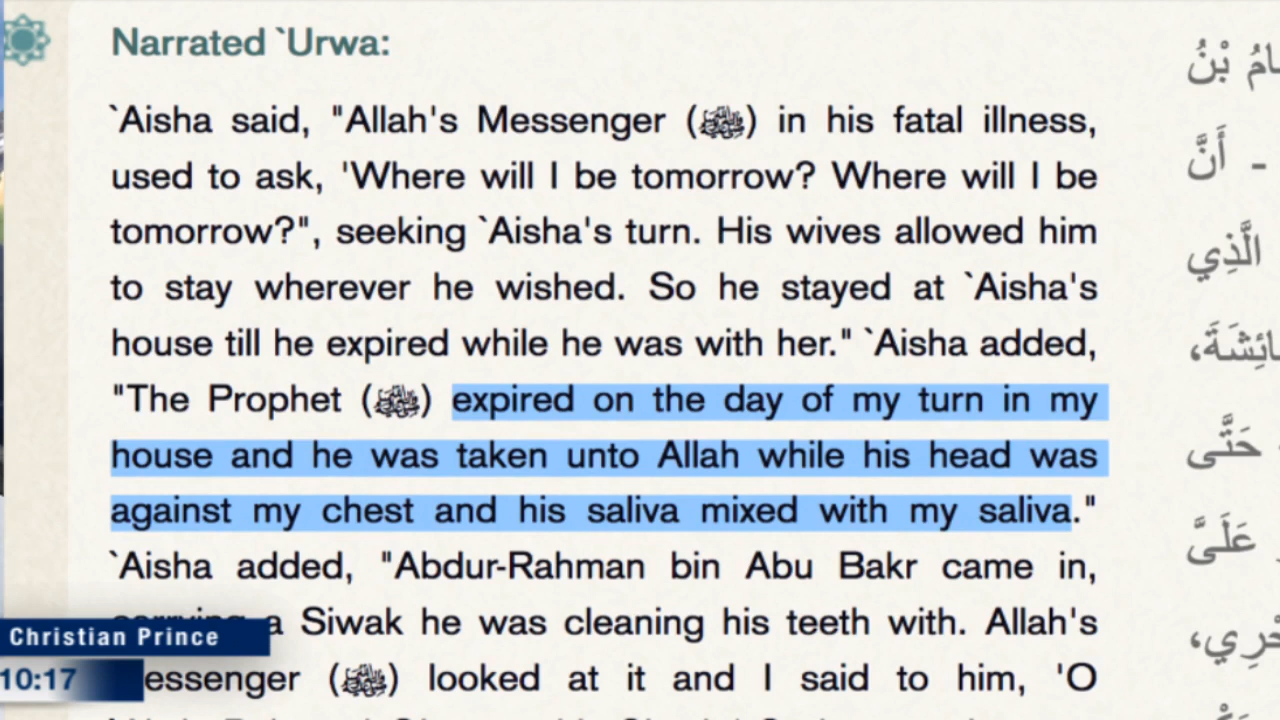 Narrated `Urwa:
`Aisha said, "Allah's Messenger (ﷺ) in his fatal illness,
used to ask, 'Where will I be tomorrow? Where will I be
tomorrow?", seeking `Aisha's turn. His wives allowed him
to stay wherever he wished. So he stayed at `Aisha's
house till he expired while he was with her." `Aisha added,
"The Prophet (ﷺ) expired on the day of my turn in my
house and he was taken unto Allah while his head was
against my chest and his saliva mixed with my saliva."
`Aisha added, "Abdur-Rahman bin Abu Bakr came in,
carrying a Siwak he was cleaning his teeth with. Allah's
essenger (ﷺ) looked at it and I said to him, 'O
Christian Prince
10:17
بْنُ
- أَنَّ
الَّذِي
حَتَّى
عَلَىَّ